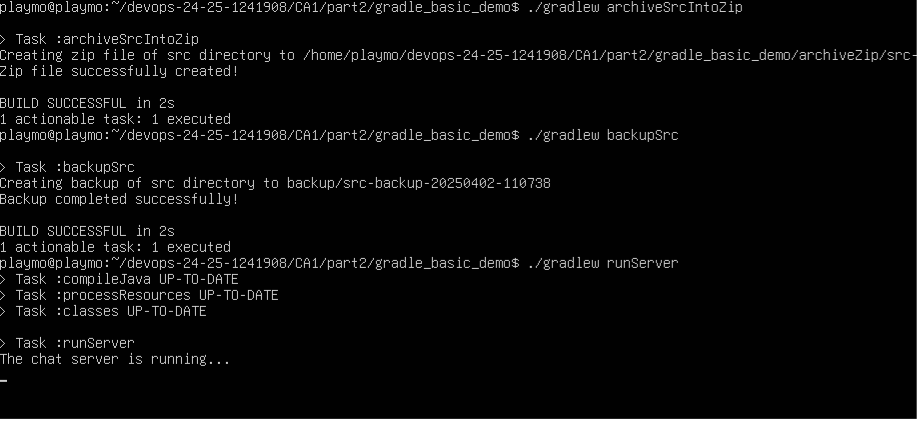 playmo@playmo:~/devops-24-25-1241908/CA1/part2/gradle_basic_demo$ ./gradlew archiveSrcIntoZip
> Task :archiveSrcIntoZip
Creating zip file of src directory to /home/playmo/devops-24-25-1241908/CA1/part2/gradle_basic_demo/archiveZip/src-
Zip file successfully created!
BUILD SUCCESSFUL in 2s
1 actionable task: 1 executed
playmo@playmo:~/devops-24-25-1241908/CA1/part2/gradle_basic_demo$ ./gradlew backupSrc
> Task :backupSrc
Creating backup of src directory to backup/src-backup-20250402-110738
Backup completed successfully!
BUILD SUCCESSFUL in 2s
1 actionable task: 1 executed
playmo@playmo:~/devops-24-25-1241908/CA1/part2/gradle_basic_demo$ ./gradlew runServer
> Task :compileJava UP-TO-DATE
> Task :processResources UP-TO-DATE
> Task :classes UP-TO-DATE
> Task :runServer
The chat server is running...